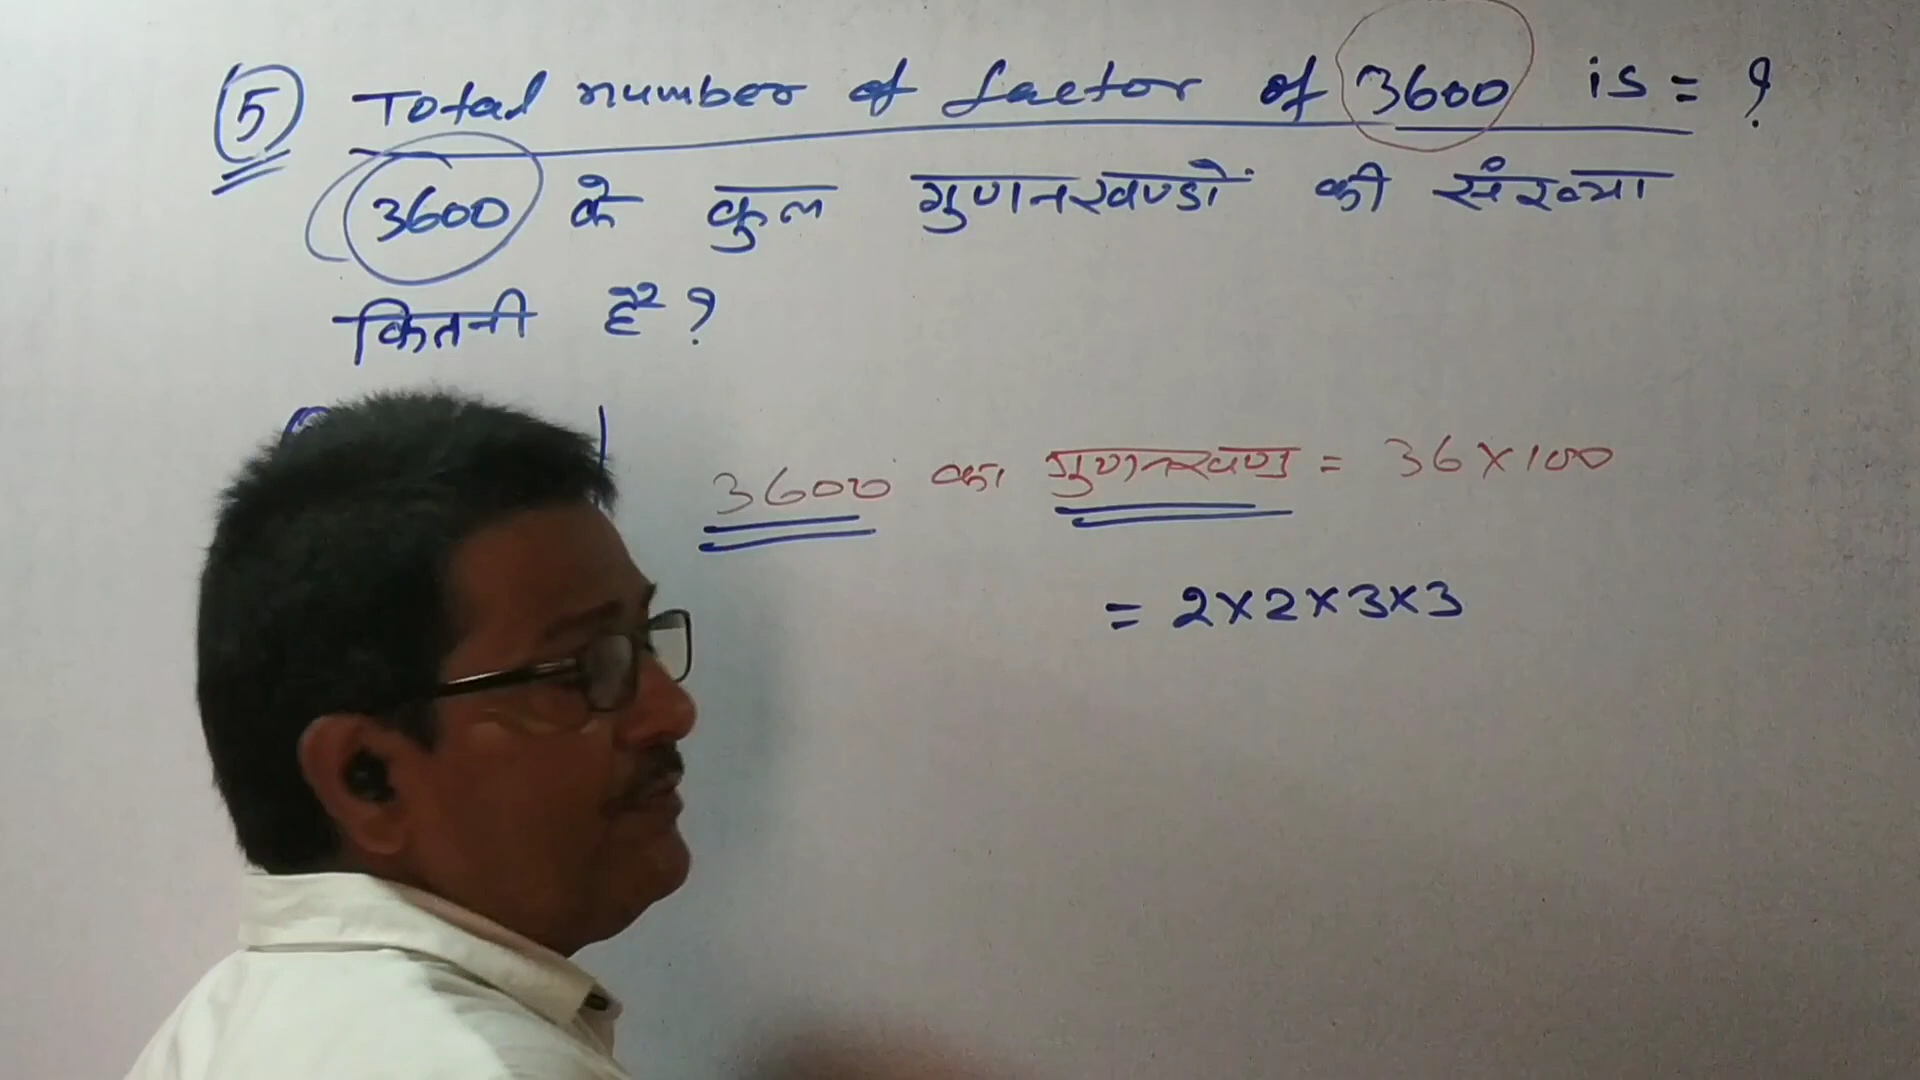 5 Total number of factor of 3600 is = ?
3600 के कुल गुणनखण्डों की संख्या
कितनी है ?
3600 का गुणनखण्ड = 36×100
= 2×2×3×3